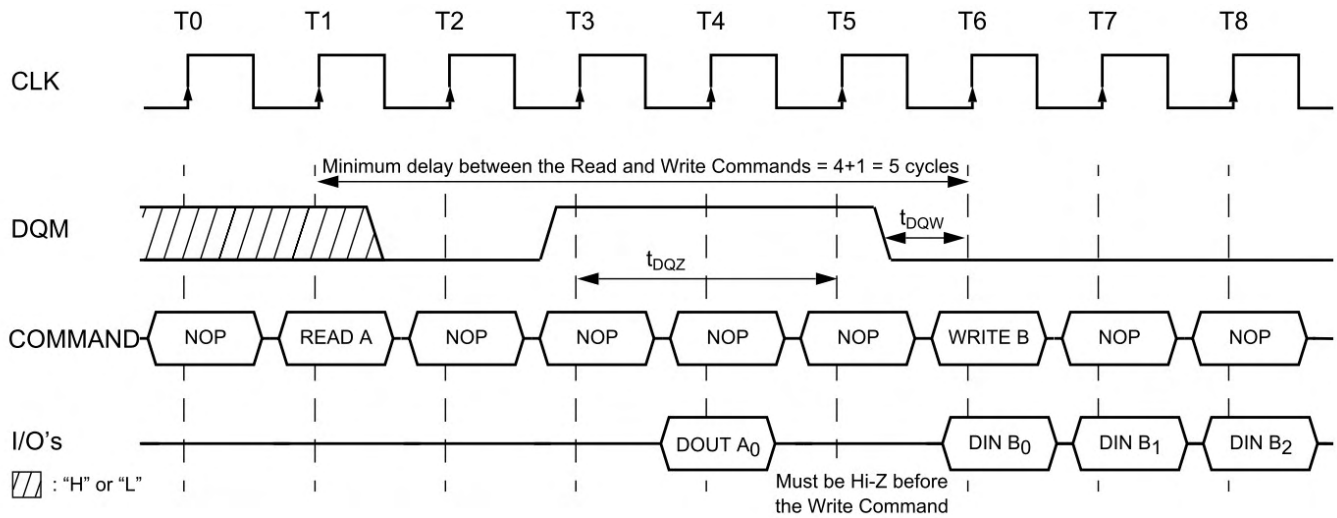 T0 T1 T2 T3 T4 T5 T6 T7 T8
CLK
Minimum delay between the Read and Write Commands = 4+1 = 5 cycles
DQM
tDQW
tDQZ
COMMAND NOP READ A NOP NOP NOP NOP WRITE B NOP NOP
I/O's DOUT A0 DIN B0 DIN B1 DIN B2
: “H” or “L”
Must be Hi-Z before
the Write Command